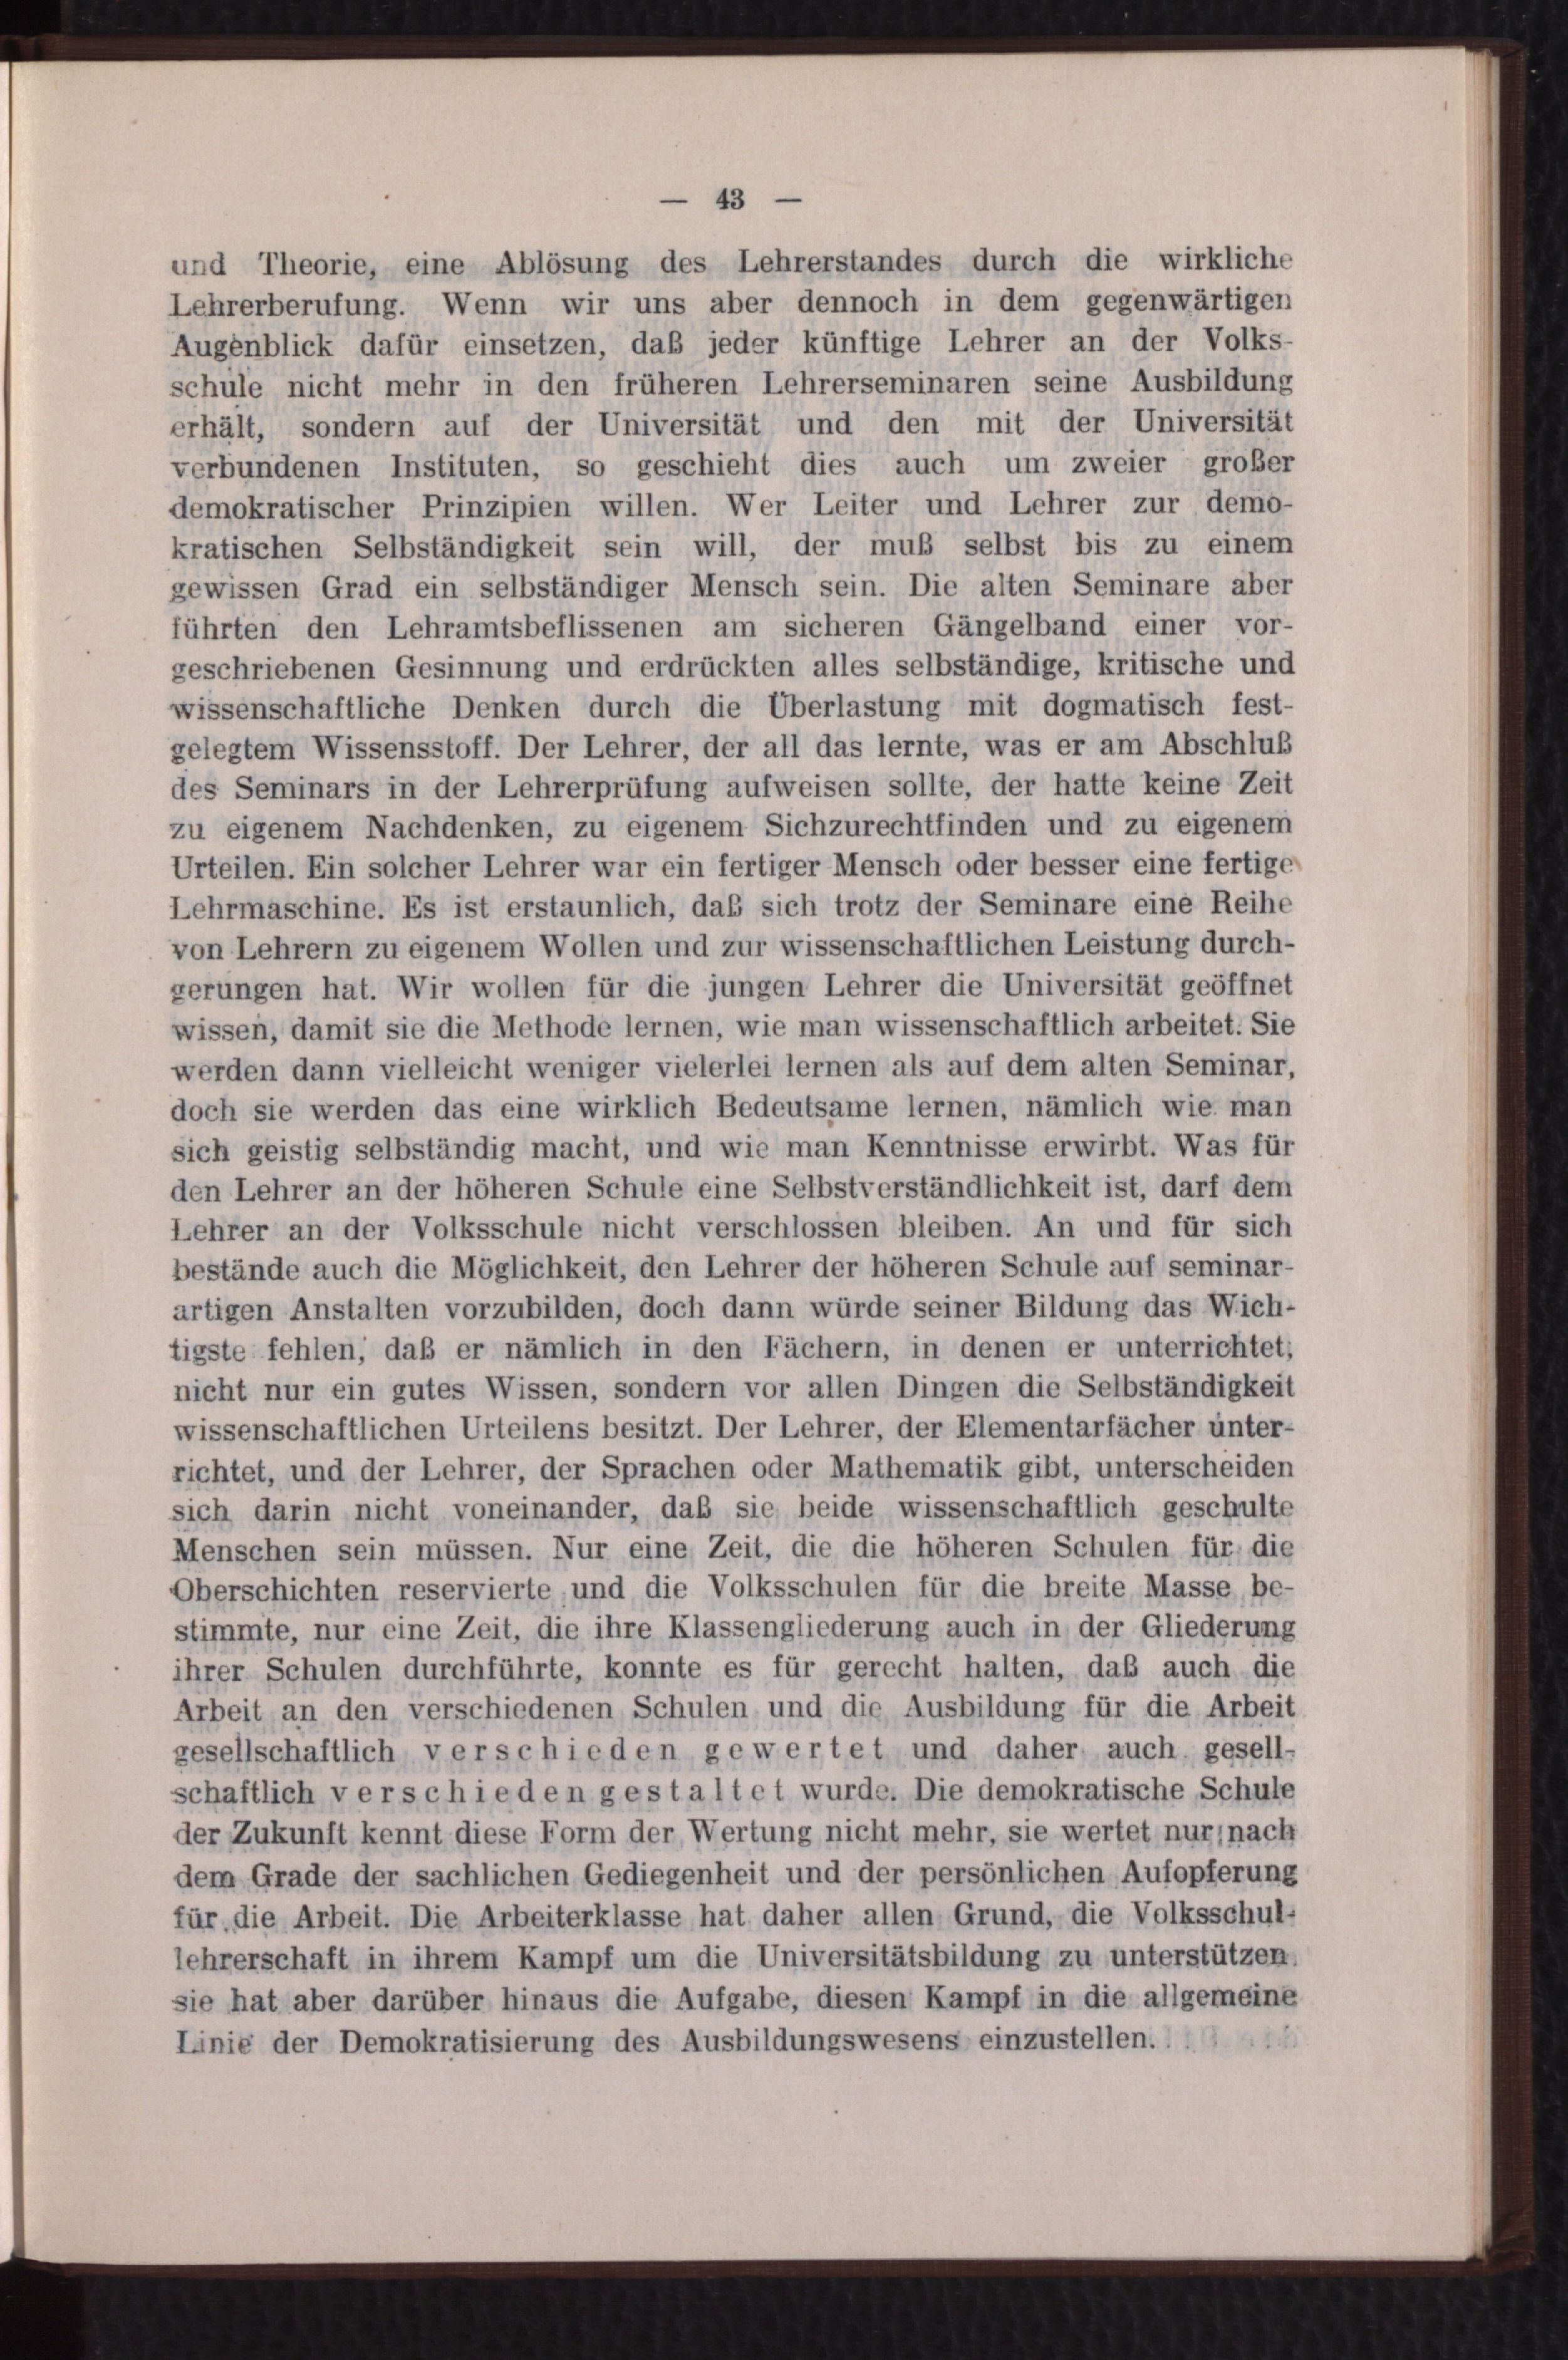 — 43 —
und Theorie, eine Ablösung des Lehrerstandes durch die wirkliche
Lehrerberufung. Wenn wir uns aber dennoch in dem gegenwärtigen
Augenblick dafür einsetzen, daß jeder künftige Lehrer an der Volks-
schule nicht mehr in den früheren Lehrerseminaren seine Ausbildung
erhält, sondern auf der Universität und den mit der Universität
verbundenen Instituten, so geschieht dies auch um zweier großer
demokratischer Prinzipien willen. Wer Leiter und Lehrer zur demo-
kratischen Selbständigkeit sein will, der muß selbst bis zu einem
gewissen Grad ein selbständiger Mensch sein. Die alten Seminare aber
führten den Lehramtsbeflissenen am sicheren Gängelband einer vor-
geschriebenen Gesinnung und erdrückten alles selbständige, kritische und
wissenschaftliche Denken durch die Überlastung mit dogmatisch fest-
gelegtem Wissensstoff. Der Lehrer, der all das lernte, was er am Abschluß
des Seminars in der Lehrerprüfung aufweisen sollte, der hatte keine Zeit
zu eigenem Nachdenken, zu eigenem Sichzurechtfinden und zu eigenem
Urteilen. Ein solcher Lehrer war ein fertiger Mensch oder besser eine fertige
Lehrmaschine. Es ist erstaunlich, daß sich trotz der Seminare eine Reihe
von Lehrern zu eigenem Wollen und zur wissenschaftlichen Leistung durch-
gerungen hat. Wir wollen für die jungen Lehrer die Universität geöffnet
wissen, damit sie die Methode lernen, wie man wissenschaftlich arbeitet. Sie
werden dann vielleicht weniger vielerlei lernen als auf dem alten Seminar,
doch sie werden das eine wirklich Bedeutsame lernen, nämlich wie man
sich geistig selbständig macht, und wie man Kenntnisse erwirbt. Was für
den Lehrer an der höheren Schule eine Selbstverständlichkeit ist, darf dem
Lehrer an der Volksschule nicht verschlossen bleiben. An und für sich
bestände auch die Möglichkeit, den Lehrer der höheren Schule auf seminar-
artigen Anstalten vorzubilden, doch dann würde seiner Bildung das Wich-
tigste fehlen, daß er nämlich in den Fächern, in denen er unterrichtet,
nicht nur ein gutes Wissen, sondern vor allen Dingen die Selbständigkeit
wissenschaftlichen Urteilens besitzt. Der Lehrer, der Elementarfächer unter-
richtet, und der Lehrer, der Sprachen oder Mathematik gibt, unterscheiden
sich darin nicht voneinander, daß sie beide wissenschaftlich geschulte
Menschen sein müssen. Nur eine Zeit, die die höheren Schulen für die
Oberschichten reservierte und die Volksschulen für die breite Masse be-
stimmte, nur eine Zeit, die ihre Klassengliederung auch in der Gliederung
ihrer Schulen durchführte, konnte es für gerecht halten, daß auch die
Arbeit an den verschiedenen Schulen und die Ausbildung für die Arbeit
gesellschaftlich verschieden gewertet und daher auch gesell-
schaftlich verschieden gestaltet wurde. Die demokratische Schule
der Zukunft kennt diese Form der Wertung nicht mehr, sie wertet nur nach
dem Grade der sachlichen Gediegenheit und der persönlichen Aufopferung
für die Arbeit. Die Arbeiterklasse hat daher allen Grund, die Volksschul-
lehrerschaft in ihrem Kampf um die Universitätsbildung zu unterstützen.
sie hat aber darüber hinaus die Aufgabe, diesen Kampf in die allgemeine
Linie der Demokratisierung des Ausbildungswesens einzustellen.